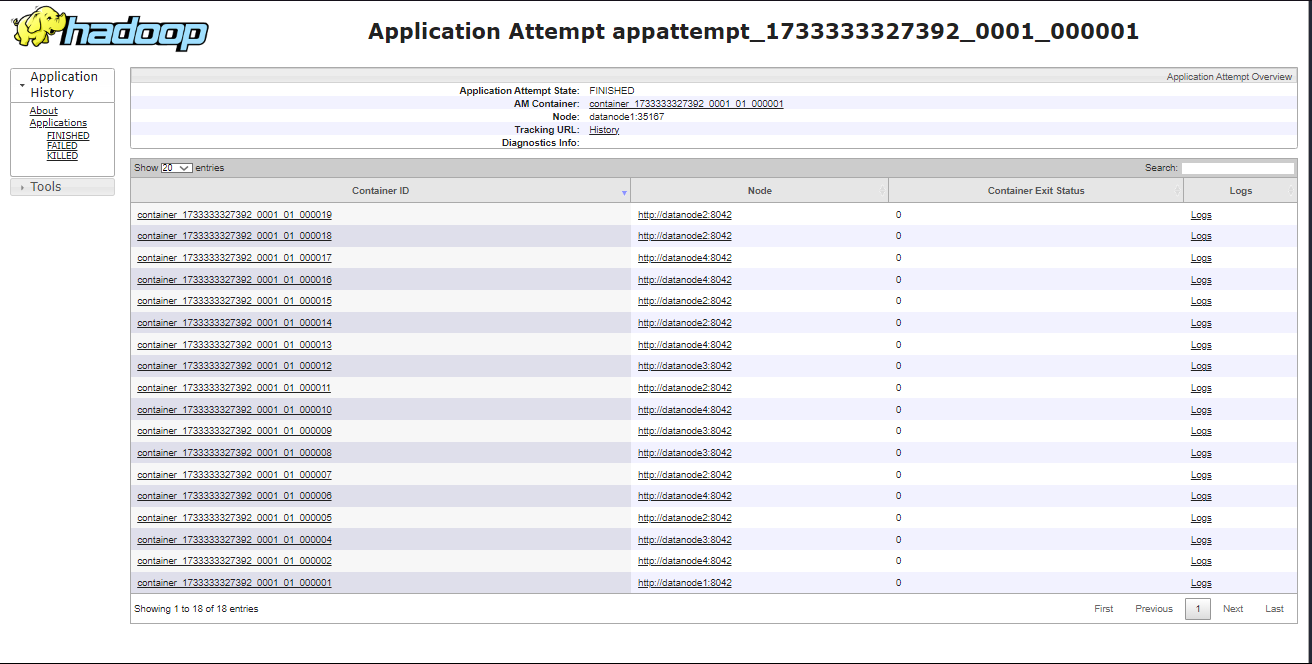 hadoop
Application Attempt appattempt_1733333327392_0001_000001
Application History
About
Applications
FINISHED
FAILED
KILLED
Tools
Application Attempt Overview
Application Attempt State: FINISHED
AM Container: container_1733333327392_0001_01_000001
Node: datanode1:35167
Tracking URL: History
Diagnostics Info:
Show 20 entries Search:
Container ID Node Container Exit Status Logs
container_1733333327392_0001_01_000019 http://datanode2:8042 0 Logs
container_1733333327392_0001_01_000018 http://datanode2:8042 0 Logs
container_1733333327392_0001_01_000017 http://datanode4:8042 0 Logs
container_1733333327392_0001_01_000016 http://datanode4:8042 0 Logs
container_1733333327392_0001_01_000015 http://datanode2:8042 0 Logs
container_1733333327392_0001_01_000014 http://datanode2:8042 0 Logs
container_1733333327392_0001_01_000013 http://datanode4:8042 0 Logs
container_1733333327392_0001_01_000012 http://datanode3:8042 0 Logs
container_1733333327392_0001_01_000011 http://datanode2:8042 0 Logs
container_1733333327392_0001_01_000010 http://datanode4:8042 0 Logs
container_1733333327392_0001_01_000009 http://datanode3:8042 0 Logs
container_1733333327392_0001_01_000008 http://datanode3:8042 0 Logs
container_1733333327392_0001_01_000007 http://datanode2:8042 0 Logs
container_1733333327392_0001_01_000006 http://datanode4:8042 0 Logs
container_1733333327392_0001_01_000005 http://datanode2:8042 0 Logs
container_1733333327392_0001_01_000004 http://datanode3:8042 0 Logs
container_1733333327392_0001_01_000002 http://datanode4:8042 0 Logs
container_1733333327392_0001_01_000001 http://datanode1:8042 0 Logs
Showing 1 to 18 of 18 entries First Previous 1 Next Last